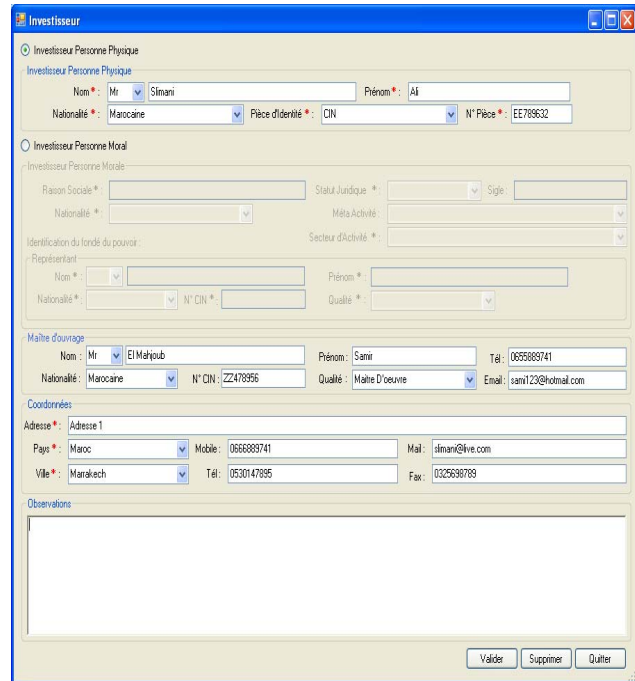 Investisseur
Investisseur Personne Physique
Investisseur Personne Physique
Nom * : Mr Slimani Prénom * : Ali
Nationalité * : Marocaine Pièce d'Identité * : CIN N° Pièce * : EE789632
Investisseur Personne Moral
Investisseur Personne Morale
Raison Sociale * : Statut Juridique * : Sigle :
Nationalité * : Méta Activité :
Identification du fondé du pouvoir : Secteur d'Activité * :
Représentant
Nom * : Prénom * :
Nationalité * : N° CIN * : Qualité * :
Maître d'ouvrage
Nom : Mr El Mahjoub Prénom : Samir Tél : 0655889741
Nationalité : Marocaine N° CIN : ZZ478956 Qualité : Maitre D'oeuvre Email : sami123@hotmail.com
Coordonnées
Adresse * : Adresse 1
Pays * : Maroc Mobile : 0666889741 Mail : slimani@live.com
Ville * : Marrakech Tél : 0530147895 Fax : 0325698789
Observations
Valider Supprimer Quitter